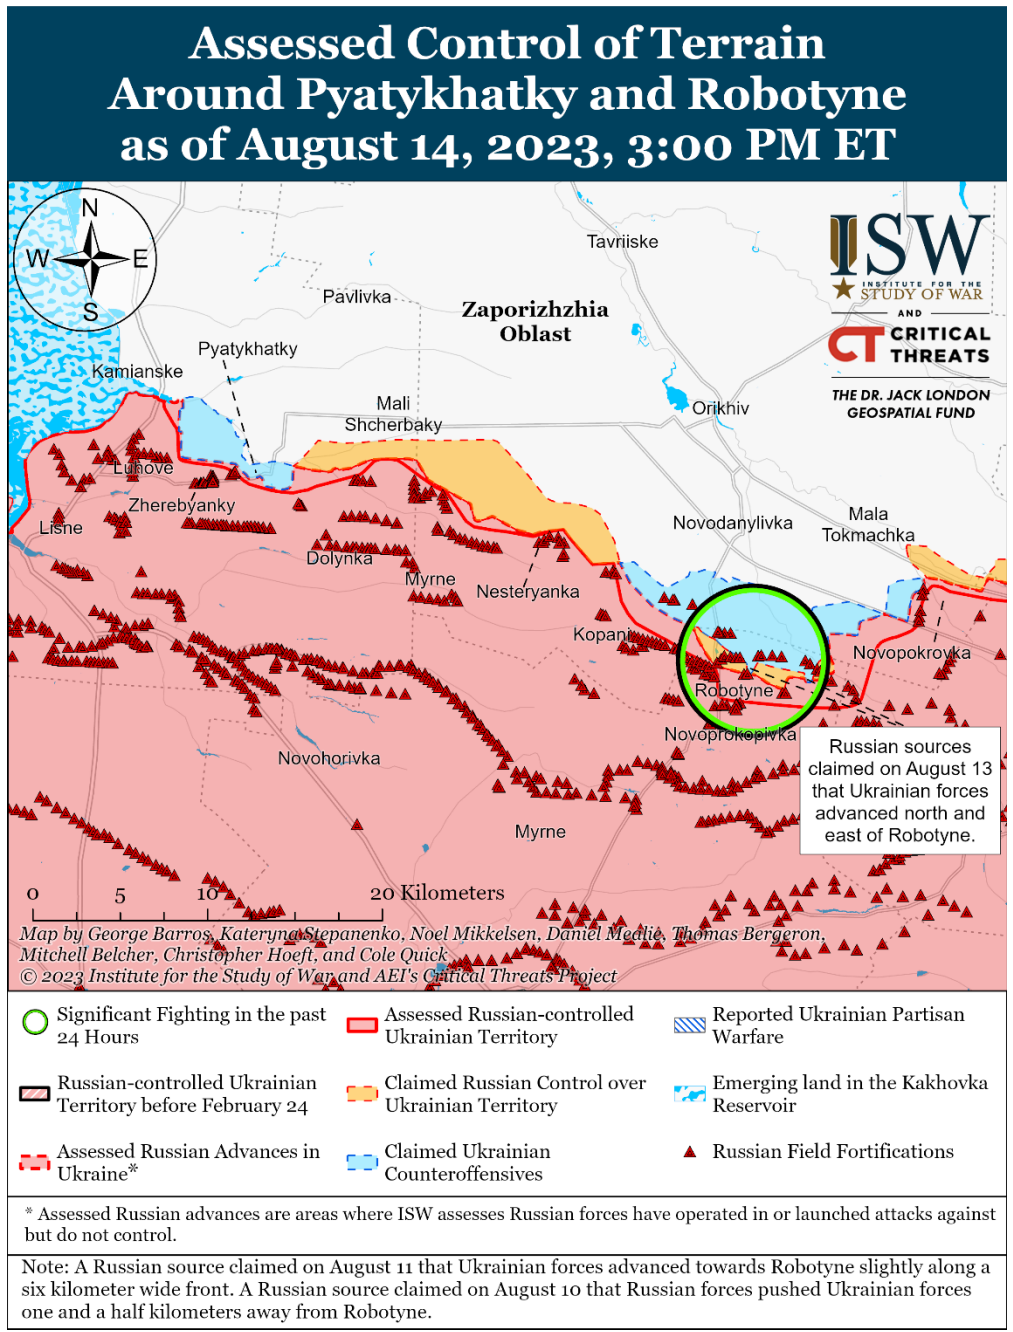 Assessed Control of Terrain
Around Pyatykhatky and Robotyne
as of August 14, 2023, 3:00 PM ET
N
W
E
S
Tavriiske
ISW
INSTITUTE FOR THE
STUDY OF WAR
AND
CT CRITICAL
THREATS
THE DR. JACK LONDON
GEOSPATIAL FUND
Pavlivka
Zaporizhzhia
Oblast
Pyatykhatky
Kamianske
Mali
Shcherbaky
Orikhiv
Luhove
Zherebyanky
Lisne
Novodanylivka
Mala
Tokmachka
Dolynka
Myrne
Nesteryanka
Kopani
Novopokrovka
Robotyne
Novoprokopivka
Russian sources
claimed on August 13
that Ukrainian forces
advanced north and
east of Robotyne.
Novohorivka
Myrne
0 5 10 20 Kilometers
Map by George Barros, Kateryna Stepanenko, Noel Mikkelsen, Daniel Mealie, Thomas Bergeron,
Mitchell Belcher, Christopher Hoeft, and Cole Quick
© 2023 Institute for the Study of War and AEI's Critical Threats Project
Significant Fighting in the past
24 Hours
Assessed Russian-controlled
Ukrainian Territory
Reported Ukrainian Partisan
Warfare
Russian-controlled Ukrainian
Territory before February 24
Claimed Russian Control over
Ukrainian Territory
Emerging land in the Kakhovka
Reservoir
Assessed Russian Advances in
Ukraine*
Claimed Ukrainian
Counteroffensives
Russian Field Fortifications
* Assessed Russian advances are areas where ISW assesses Russian forces have operated in or launched attacks against
but do not control.
Note: A Russian source claimed on August 11 that Ukrainian forces advanced towards Robotyne slightly along a
six kilometer wide front. A Russian source claimed on August 10 that Russian forces pushed Ukrainian forces
one and a half kilometers away from Robotyne.